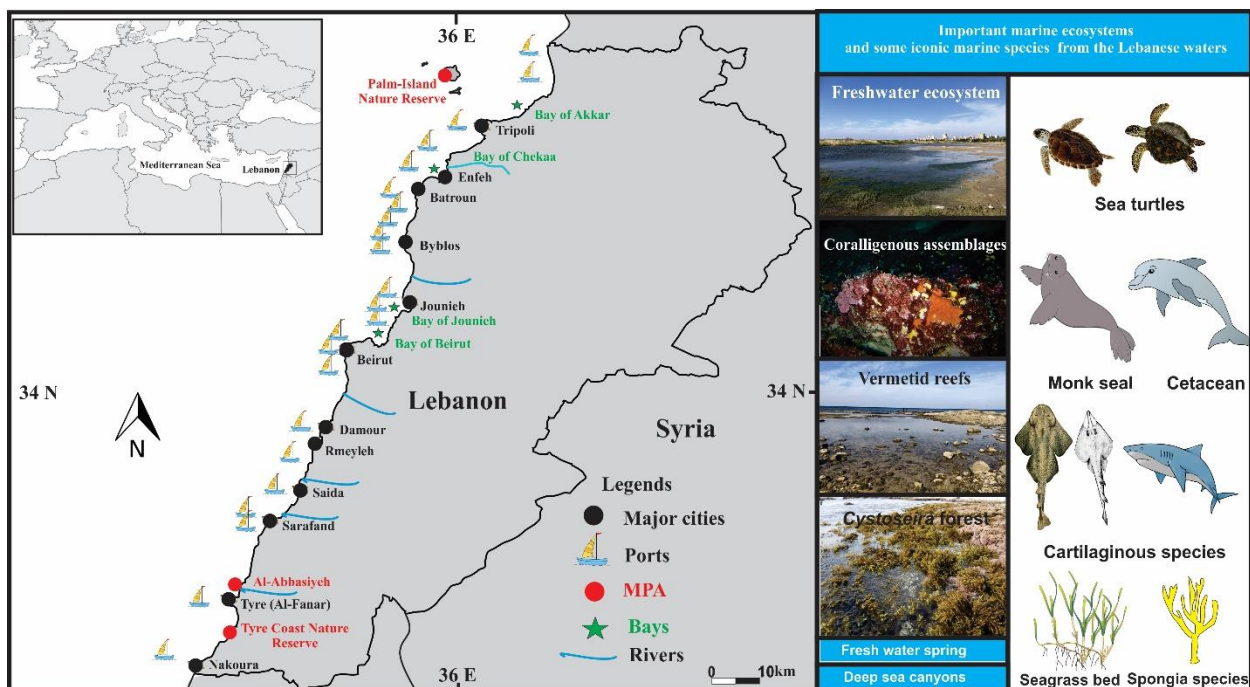 Mediterranean Sea
Lebanon
36 E
Palm-Island
Nature Reserve
Bay of Akkar
Tripoli
Bay of Chekaa
Enfeh
Batroun
Byblos
Jounieh
Bay of Jounieh
Bay of Beirut
Beirut
34 N
34 N
Lebanon
Syria
N
Damour
Rmeyleh
Saida
Sarafand
Al-Abbasiyeh
Tyre (Al-Fanar)
Tyre Coast Nature
Reserve
Nakoura
Legends
Major cities
Ports
MPA
Bays
Rivers
36 E
0
10km
Important marine ecosystems
and some iconic marine species from the Lebanese waters
Freshwater ecosystem
Coralligenous assemblages
Vermetid reefs
Cystoseira forest
Fresh water spring
Deep sea canyons
Sea turtles
Monk seal
Cetacean
Cartilaginous species
Seagrass bed
Spongia species